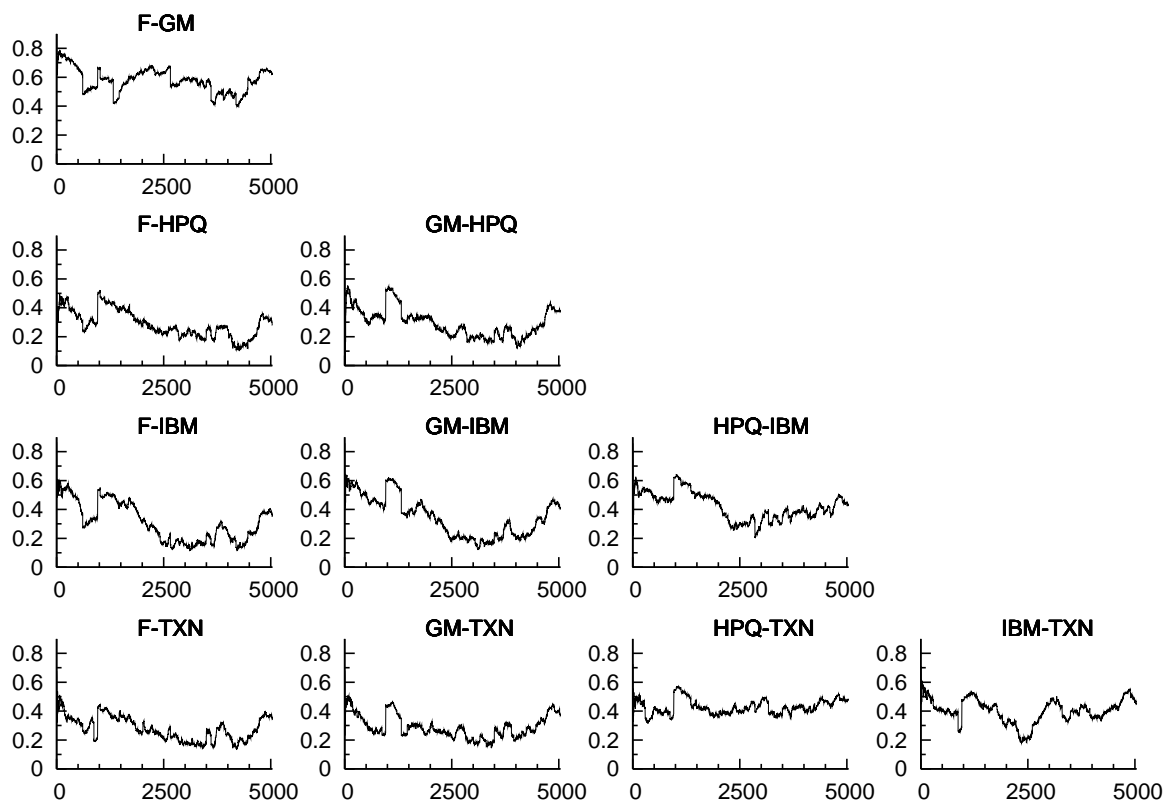 F-GM
0.8
0.6
0.4
0.2
0
0 2500 5000
F-HPQ GM-HPQ
0.8 0.8
0.6 0.6
0.4 0.4
0.2 0.2
0 0
0 2500 5000 0 2500 5000
F-IBM GM-IBM HPQ-IBM
0.8 0.8 0.8
0.6 0.6 0.6
0.4 0.4 0.4
0.2 0.2 0.2
0 0 0
0 2500 5000 0 2500 5000 0 2500 5000
F-TXN GM-TXN HPQ-TXN IBM-TXN
0.8 0.8 0.8 0.8
0.6 0.6 0.6 0.6
0.4 0.4 0.4 0.4
0.2 0.2 0.2 0.2
0 0 0 0
0 2500 5000 0 2500 5000 0 2500 5000 0 2500 5000